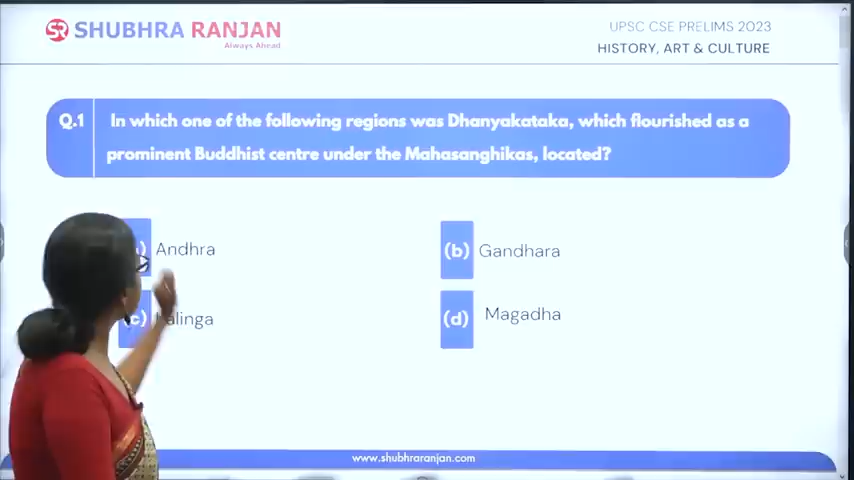 SR SHUBHRA RANJAN
Always Ahead
UPSC CSE PRELIMS 2023
HISTORY, ART & CULTURE
Q.1 In which one of the following regions was Dhanyakataka, which flourished as a
prominent Buddhist centre under the Mahasanghikas, located?
Andhra
(b) Gandhara
(d) Magadha
www.shubhraranjan.com